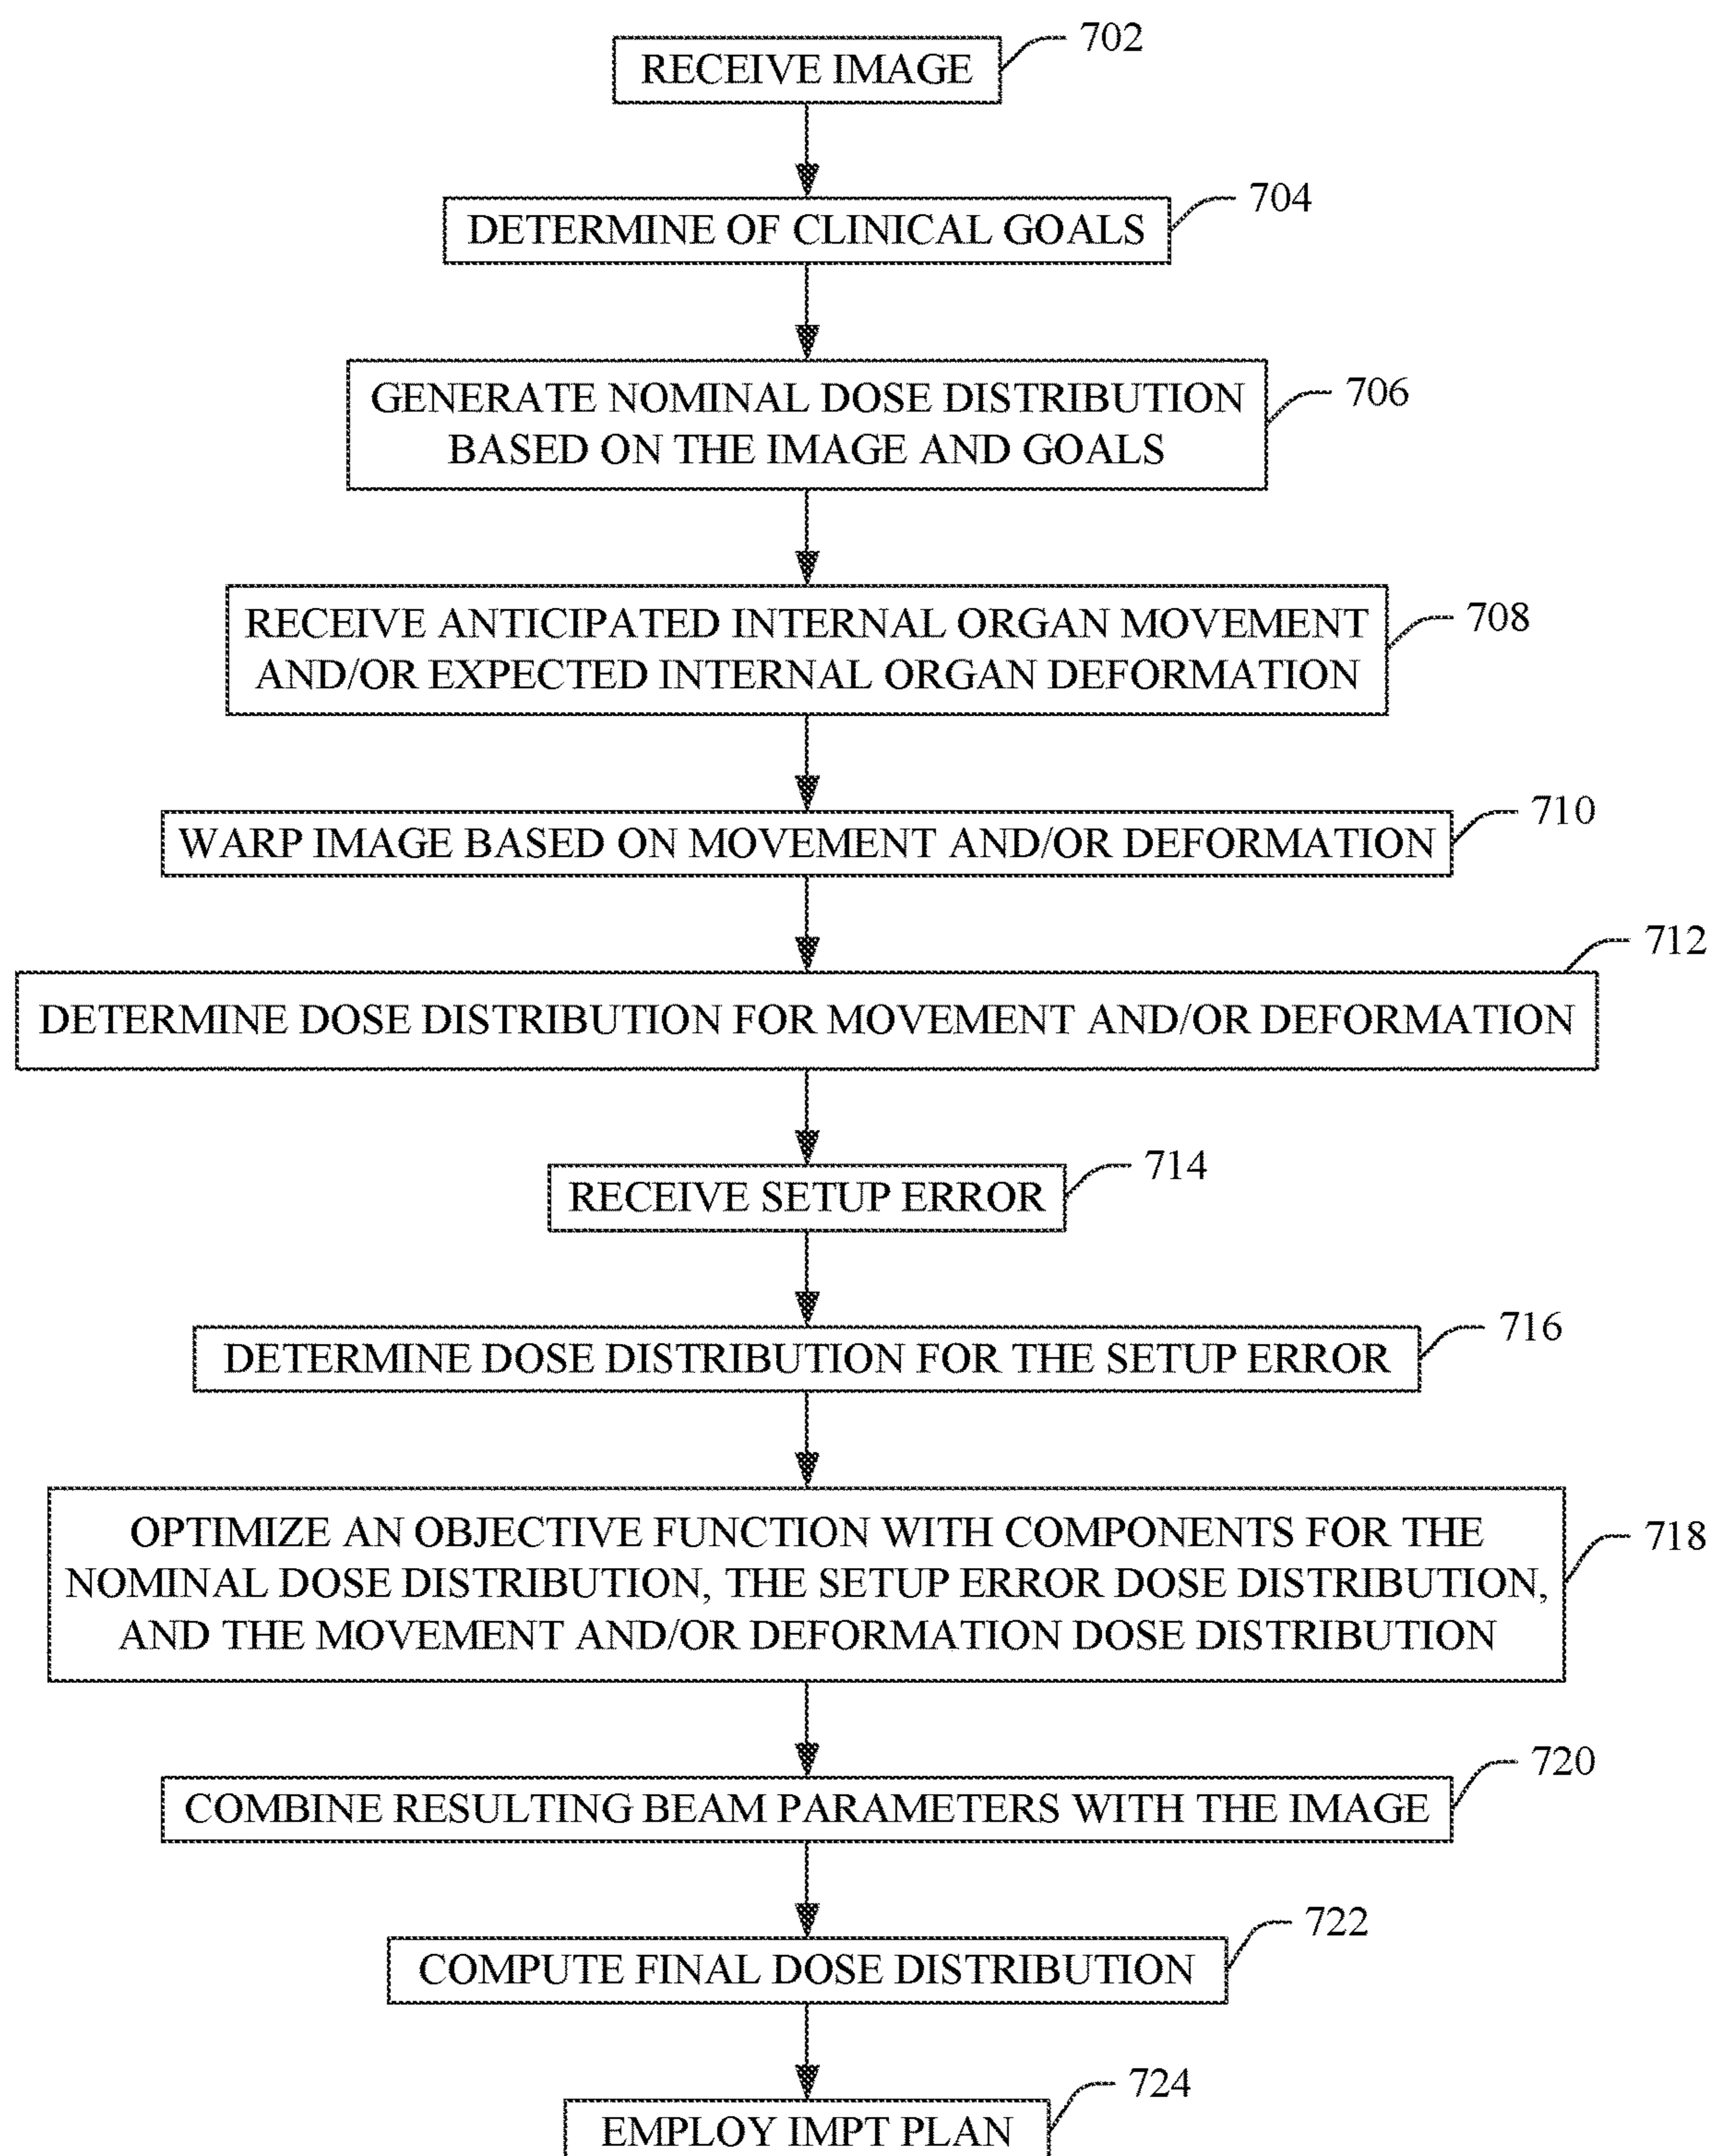 RECEIVE IMAGE
702
DETERMINE OF CLINICAL GOALS
704
GENERATE NOMINAL DOSE DISTRIBUTION
BASED ON THE IMAGE AND GOALS
706
RECEIVE ANTICIPATED INTERNAL ORGAN MOVEMENT
AND/OR EXPECTED INTERNAL ORGAN DEFORMATION
708
WARP IMAGE BASED ON MOVEMENT AND/OR DEFORMATION
710
DETERMINE DOSE DISTRIBUTION FOR MOVEMENT AND/OR DEFORMATION
712
RECEIVE SETUP ERROR
714
DETERMINE DOSE DISTRIBUTION FOR THE SETUP ERROR
716
OPTIMIZE AN OBJECTIVE FUNCTION WITH COMPONENTS FOR THE
NOMINAL DOSE DISTRIBUTION, THE SETUP ERROR DOSE DISTRIBUTION,
AND THE MOVEMENT AND/OR DEFORMATION DOSE DISTRIBUTION
718
COMBINE RESULTING BEAM PARAMETERS WITH THE IMAGE
720
COMPUTE FINAL DOSE DISTRIBUTION
722
EMPLOY IMPT PLAN
724